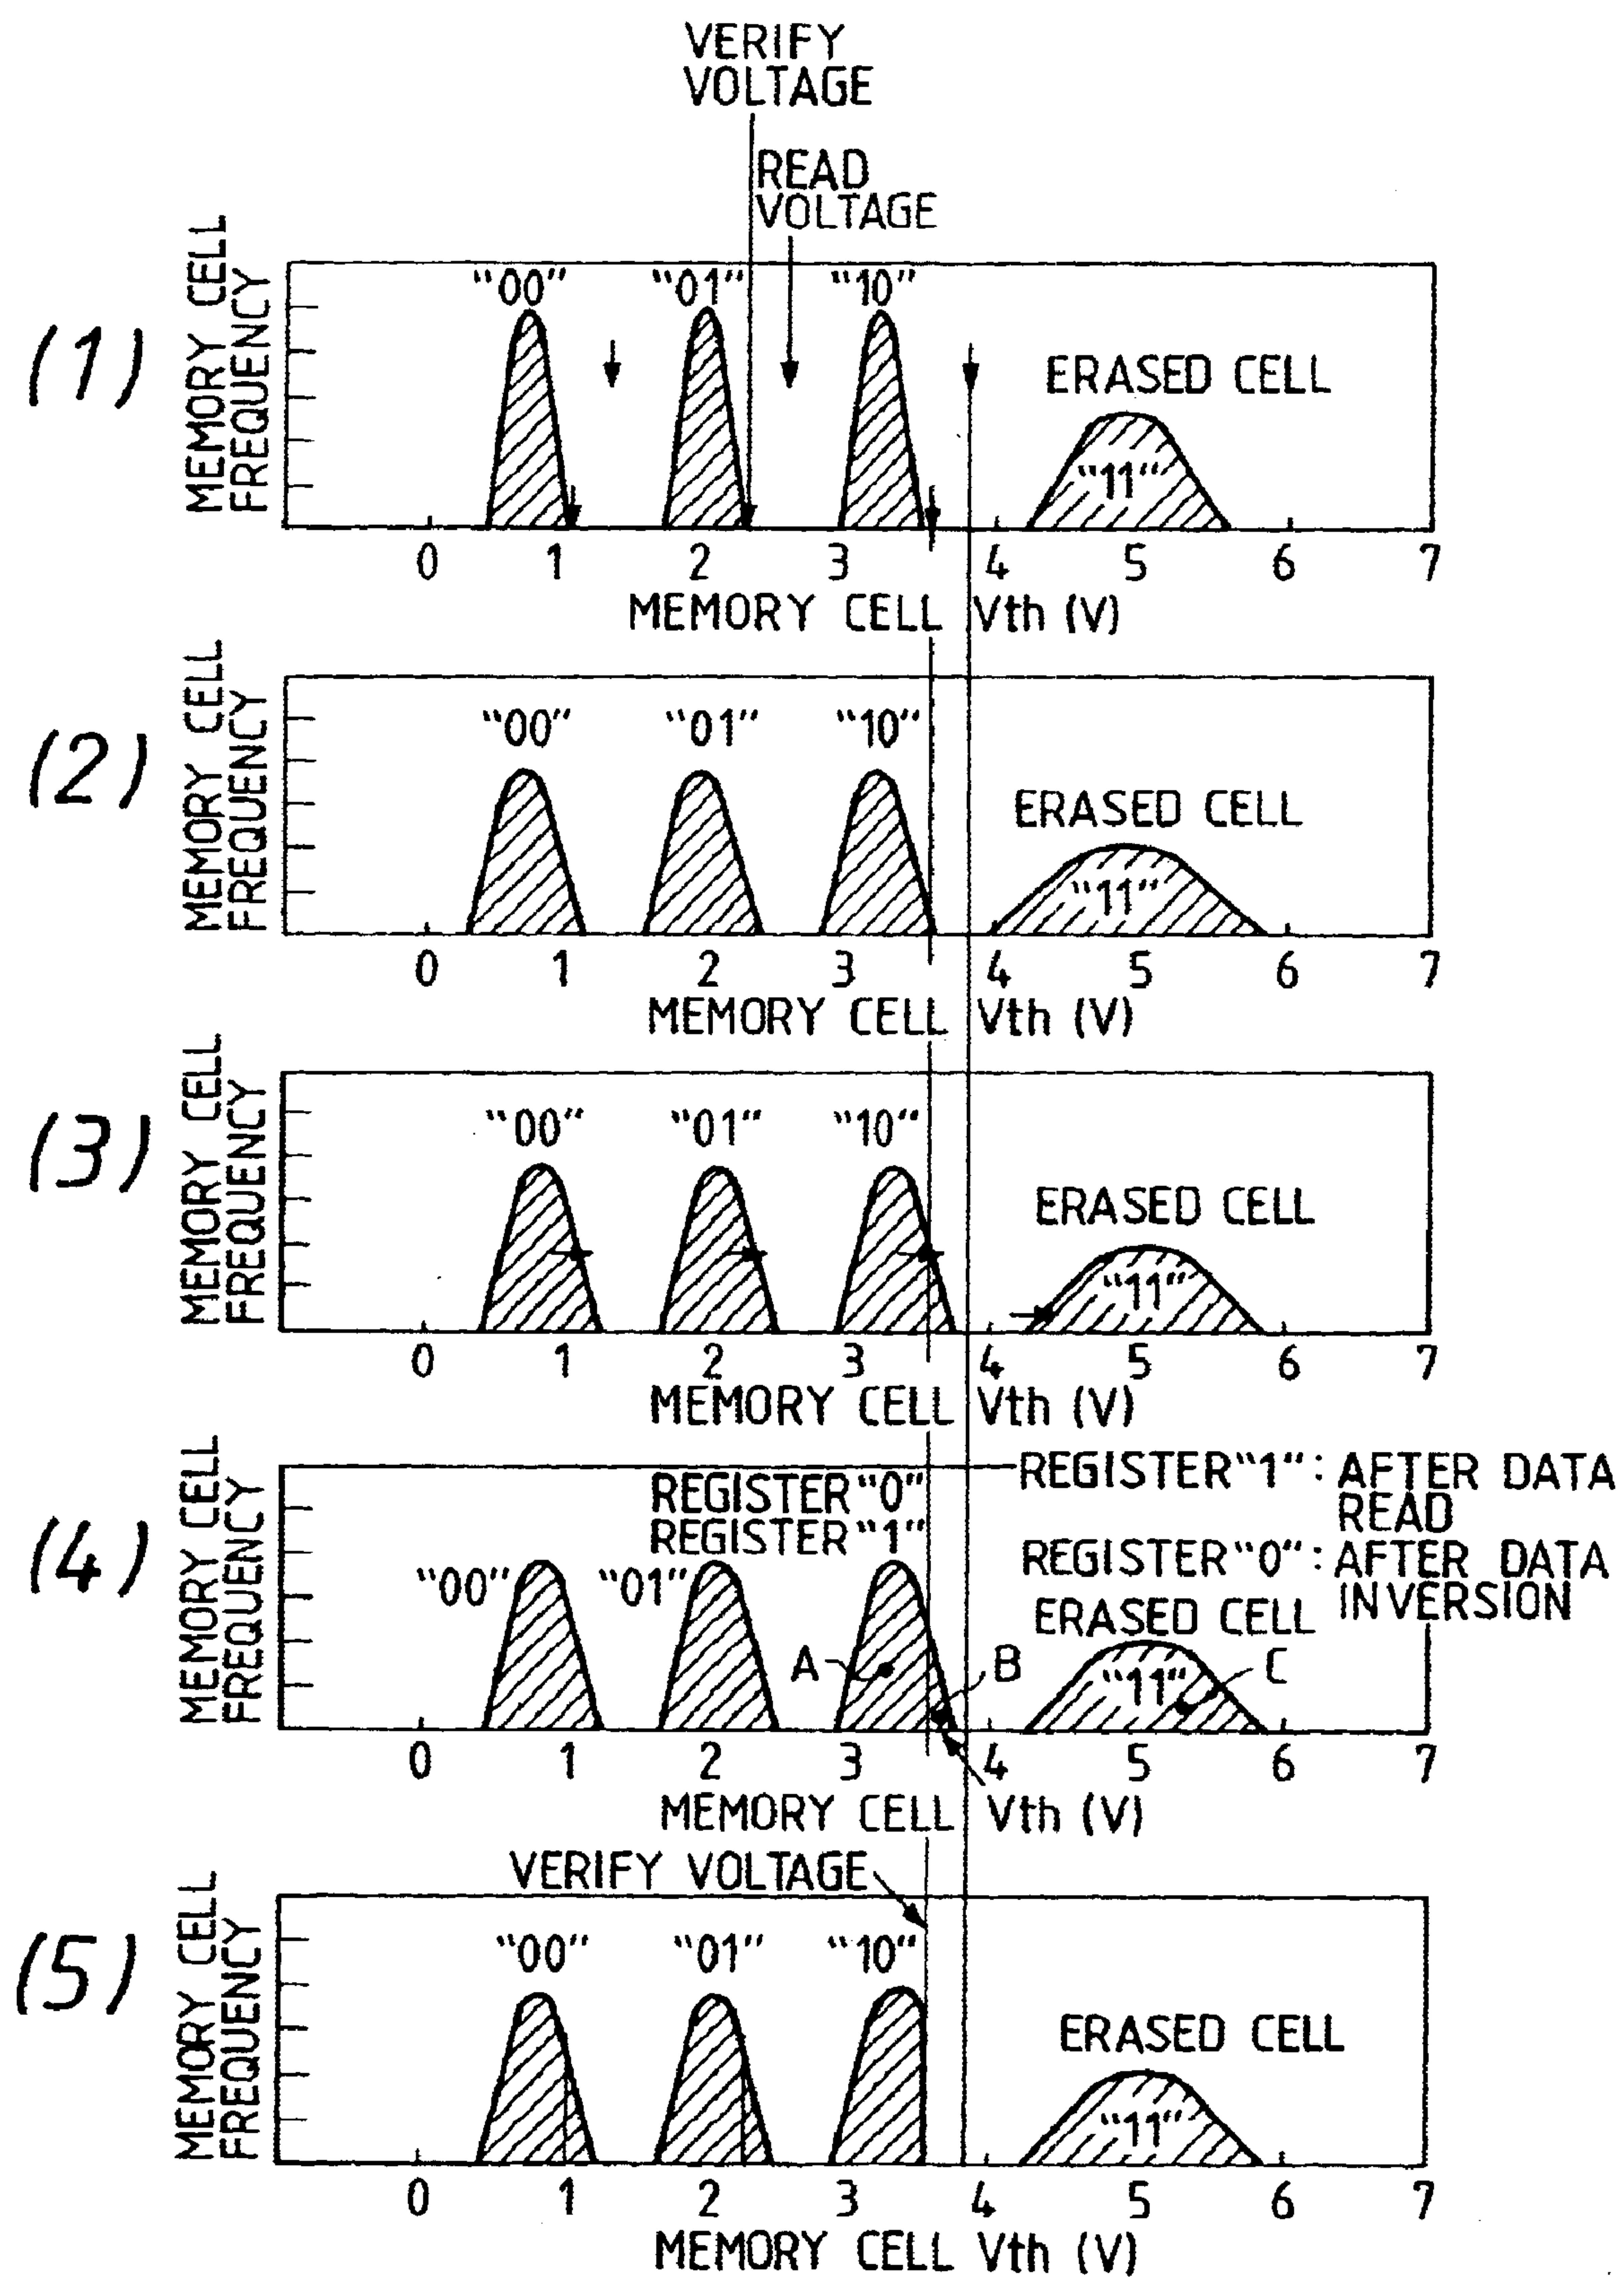 VERIFY
VOLTAGE
READ
VOLTAGE
(1)
MEMORY CELL
FREQUENCY
"00" "01" "10"
ERASED CELL
"11"
0 1 2 3 4 5 6 7
MEMORY CELL Vth (V)
(2)
MEMORY CELL
FREQUENCY
"00" "01" "10"
ERASED CELL
"11"
0 1 2 3 4 5 6 7
MEMORY CELL Vth (V)
(3)
MEMORY CELL
FREQUENCY
"00" "01" "10"
ERASED CELL
"11"
0 1 2 3 4 5 6 7
MEMORY CELL Vth (V)
(4)
MEMORY CELL
FREQUENCY
REGISTER "0"
REGISTER "1"
REGISTER "1" : AFTER DATA
READ
REGISTER "0" : AFTER DATA
INVERSION
"00" "01"
ERASED CELL
A B "11" C
0 1 2 3 4 5 6 7
MEMORY CELL Vth (V)
VERIFY VOLTAGE
(5)
MEMORY CELL
FREQUENCY
"00" "01" "10"
ERASED CELL
"11"
0 1 2 3 4 5 6 7
MEMORY CELL Vth (V)